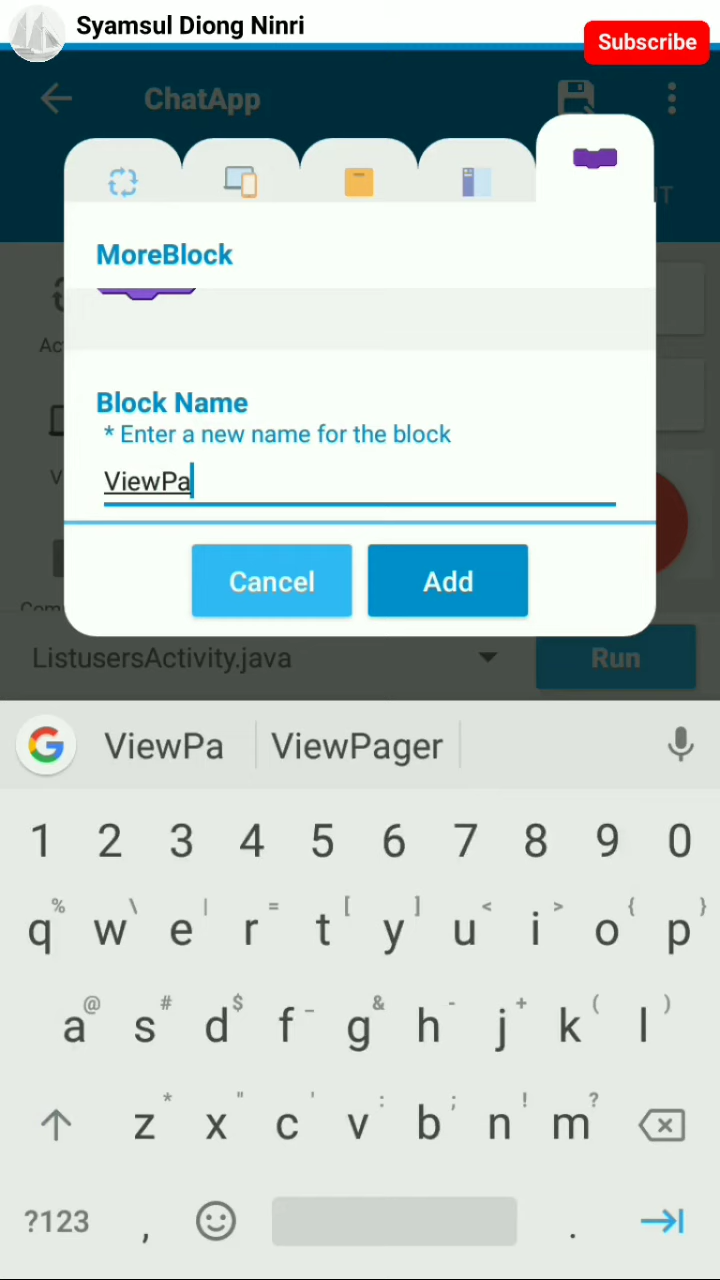 Syamsul Diong Ninri
Subscribe
ChatApp
MoreBlock
Block Name
* Enter a new name for the block
ViewPa
Cancel
Add
ListusersActivity.java
Run
ViewPa
ViewPager
1 2 3 4 5 6 7 8 9 0
% \ | = [ ] < > { }
q w e r t y u i o p
@ # $ _ & - + ( )
a s d f g h j k l
* " ' : ; ! ?
z x c v b n m
?123 , .